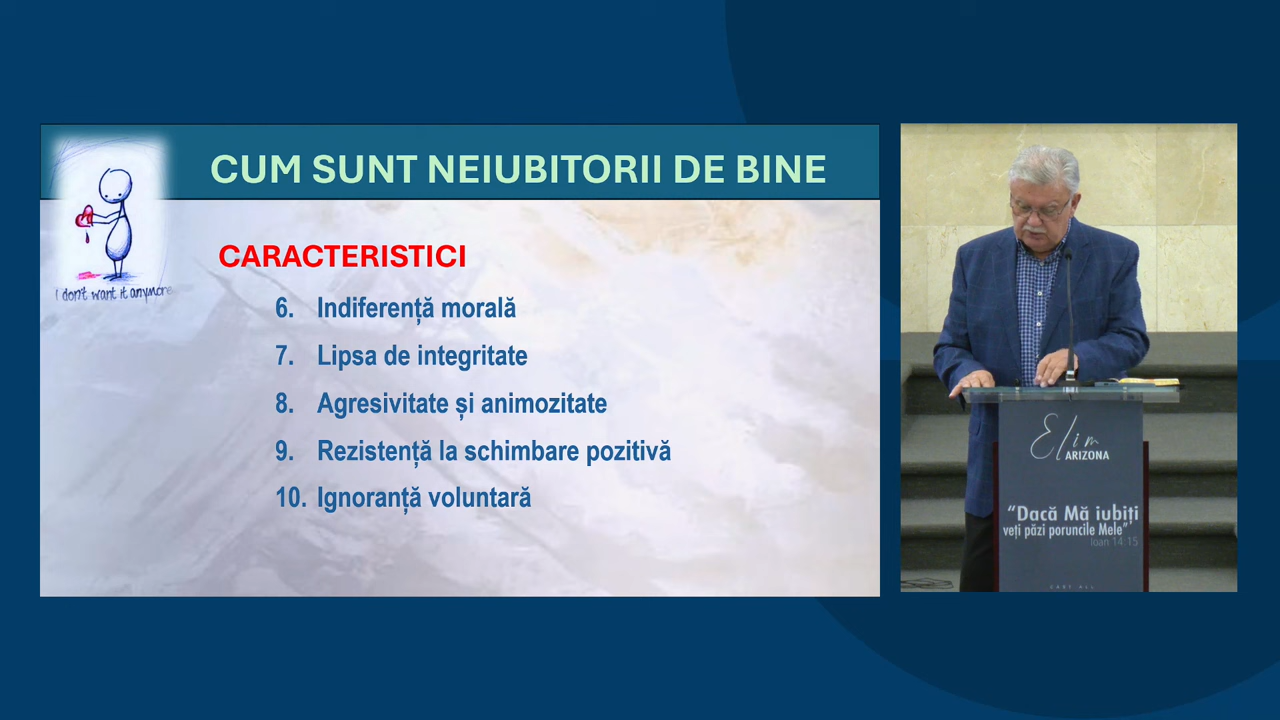 CUM SUNT NEIUBITORII DE BINE
I don't want it anymore
CARACTERISTICI
6. Indiferență morală
7. Lipsa de integritate
8. Agresivitate și animozitate
9. Rezistență la schimbare pozitivă
10. Ignoranță voluntară
Elim
ARIZONA
“Dacă Mă iubiți
veți păzi poruncile Mele”
Ioan 14:15